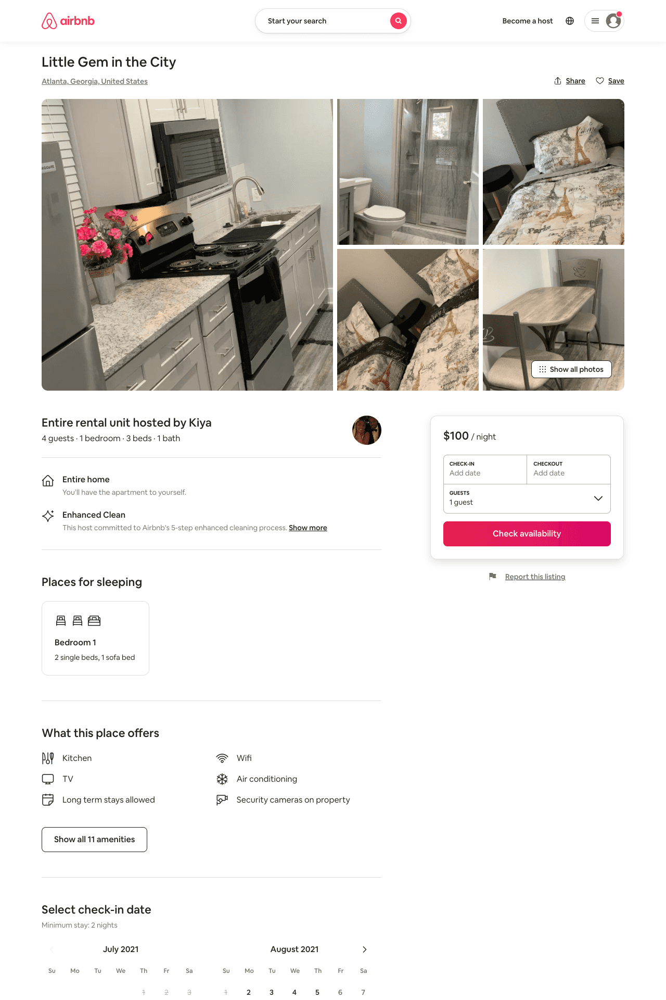 airbnb
Start your search
Become a host
Little Gem in the City
Atlanta, Georgia, United States
Share
Save
Paris
Paris
Paris
Show all photos
Entire rental unit hosted by Kiya
4 guests · 1 bedroom · 3 beds · 1 bath
Entire home
You'll have the apartment to yourself.
Enhanced Clean
This host committed to Airbnb's 5-step enhanced cleaning process. Show more
$100 / night
CHECK-IN
Add date
CHECKOUT
Add date
GUESTS
1 guest
Check availability
Report this listing
Places for sleeping
Bedroom 1
2 single beds, 1 sofa bed
What this place offers
Kitchen
Wifi
TV
Air conditioning
Long term stays allowed
Security cameras on property
Show all 11 amenities
Select check-in date
Minimum stay: 2 nights
July 2021
August 2021
Su Mo Tu We Th Fr Sa
Su Mo Tu We Th Fr Sa
1 2 3
1 2 3 4 5 6 7